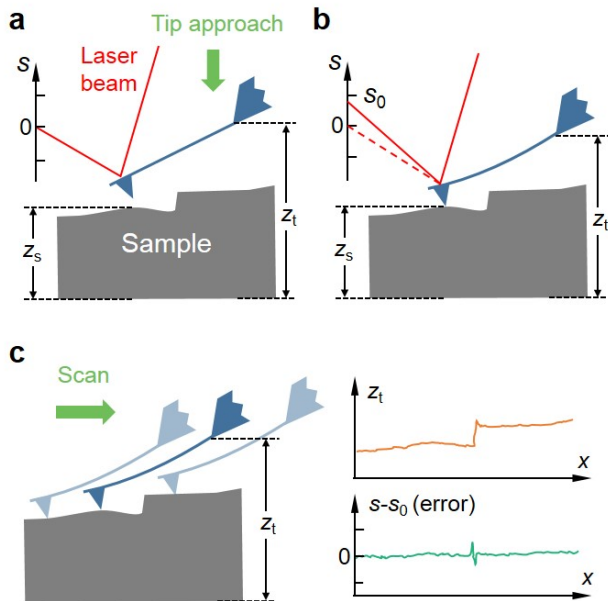 a
Tip approach
Laser
beam
s
0
z_t
z_s
Sample
b
s_0
0
z_t
z_s
c
Scan
z_t
z_t
x
s-s_0 (error)
0
x